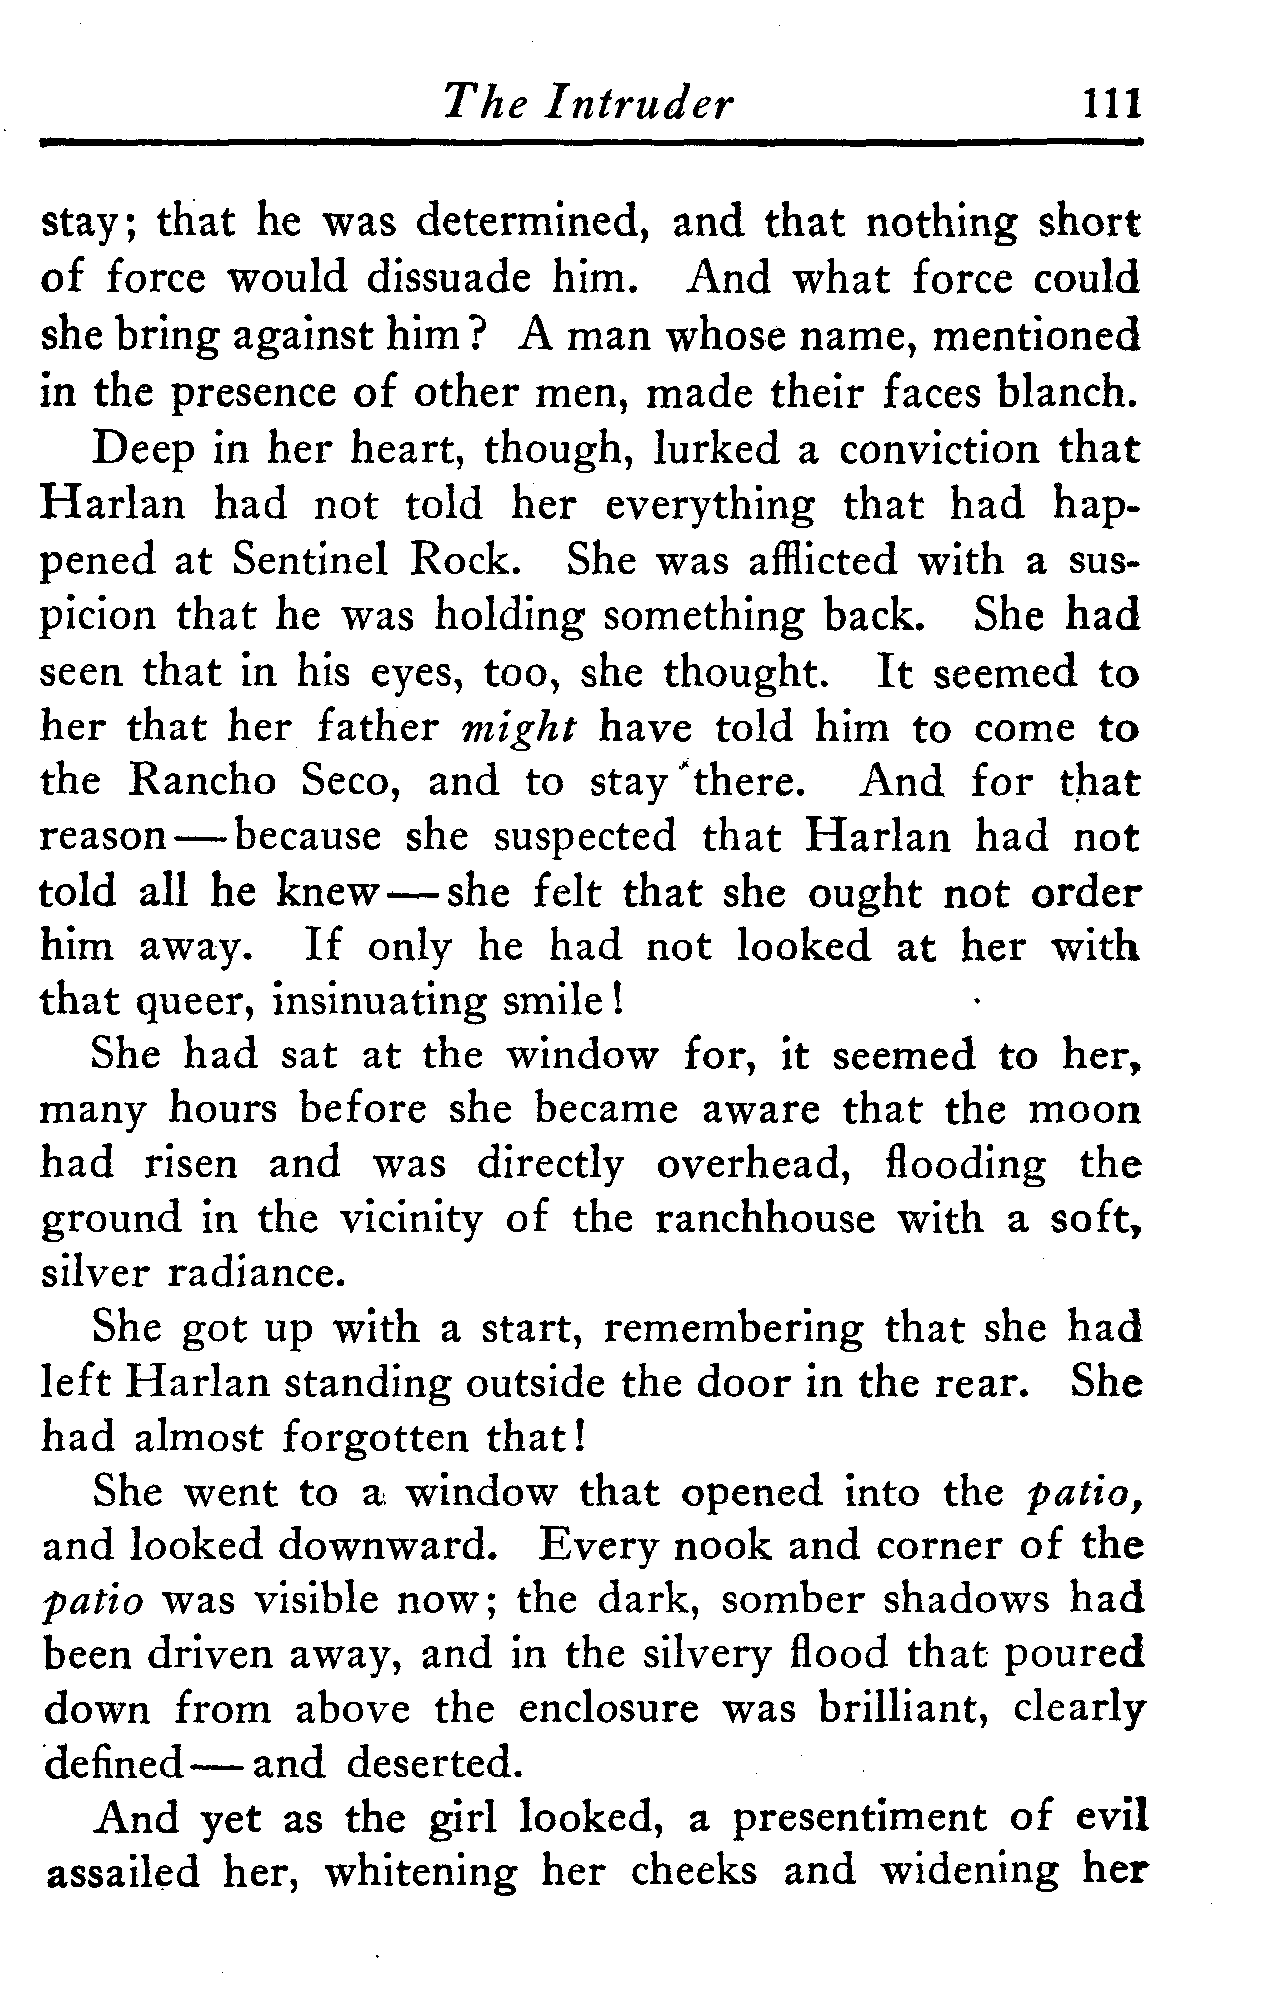 The Intruder 111
stay; that he was determined, and that nothing short
of force would dissuade him. And what force could
she bring against him? A man whose name, mentioned
in the presence of other men, made their faces blanch.
Deep in her heart, though, lurked a conviction that
Harlan had not told her everything that had hap-
pened at Sentinel Rock. She was afflicted with a sus-
picion that he was holding something back. She had
seen that in his eyes, too, she thought. It seemed to
her that her father might have told him to come to
the Rancho Seco, and to stay there. And for that
reason—because she suspected that Harlan had not
told all he knew—she felt that she ought not order
him away. If only he had not looked at her with
that queer, insinuating smile!
She had sat at the window for, it seemed to her,
many hours before she became aware that the moon
had risen and was directly overhead, flooding the
ground in the vicinity of the ranchhouse with a soft,
silver radiance.
She got up with a start, remembering that she had
left Harlan standing outside the door in the rear. She
had almost forgotten that!
She went to a window that opened into the patio,
and looked downward. Every nook and corner of the
patio was visible now; the dark, somber shadows had
been driven away, and in the silvery flood that poured
down from above the enclosure was brilliant, clearly
defined—and deserted.
And yet as the girl looked, a presentiment of evil
assailed her, whitening her cheeks and widening her